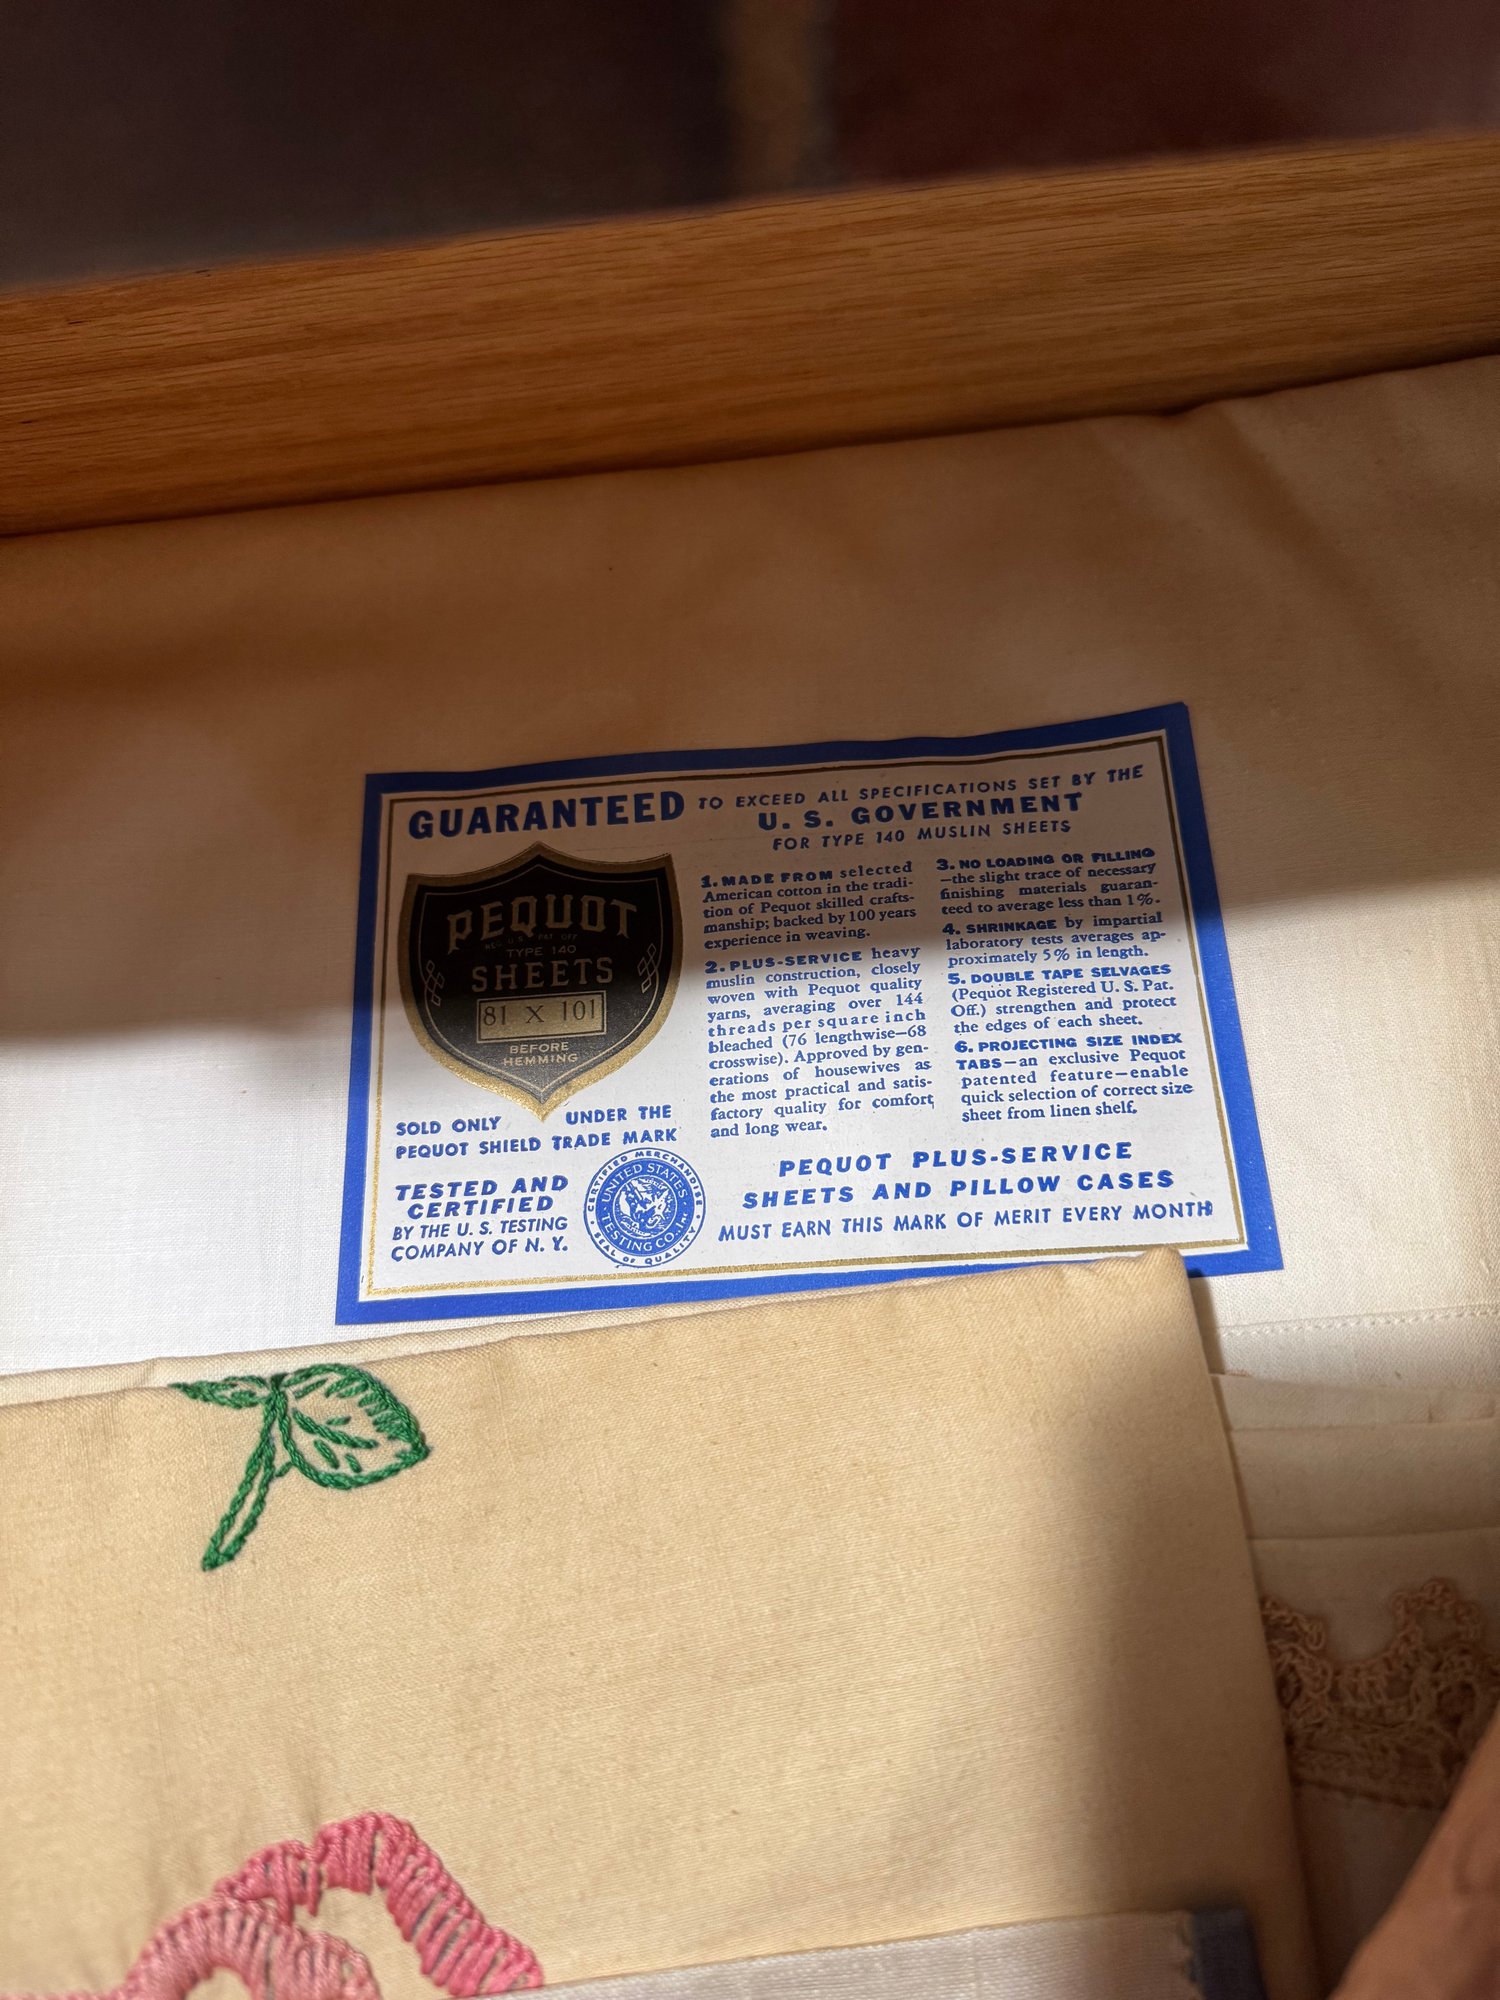 GUARANTEED TO EXCEED ALL SPECIFICATIONS SET BY THE
U. S. GOVERNMENT
FOR TYPE 140 MUSLIN SHEETS
PEQUOT
REG. U.S. PAT. OFF.
TYPE 140
SHEETS
81 X 101
BEFORE
HEMMING
SOLD ONLY UNDER THE
PEQUOT SHIELD TRADE MARK
TESTED AND
CERTIFIED
BY THE U. S. TESTING
COMPANY OF N. Y.
CERTIFIED MERCHANDISE
UNITED STATES
TESTING CO. Inc.
SEAL OF QUALITY
1. MADE FROM selected
American cotton in the tradi-
tion of Pequot skilled crafts-
manship; backed by 100 years
experience in weaving.
2. PLUS-SERVICE heavy
muslin construction, closely
woven with Pequot quality
yarns, averaging over 144
threads per square inch
bleached (76 lengthwise—68
crosswise). Approved by gen-
erations of housewives as
the most practical and satis-
factory quality for comfort
and long wear.
3. NO LOADING OR FILLING
—the slight trace of necessary
finishing materials guaran-
teed to average less than 1%.
4. SHRINKAGE by impartial
laboratory tests averages ap-
proximately 5% in length.
5. DOUBLE TAPE SELVAGES
(Pequot Registered U. S. Pat.
Off.) strengthen and protect
the edges of each sheet.
6. PROJECTING SIZE INDEX
TABS—an exclusive Pequot
patented feature—enable
quick selection of correct size
sheet from linen shelf.
PEQUOT PLUS-SERVICE
SHEETS AND PILLOW CASES
MUST EARN THIS MARK OF MERIT EVERY MONTH